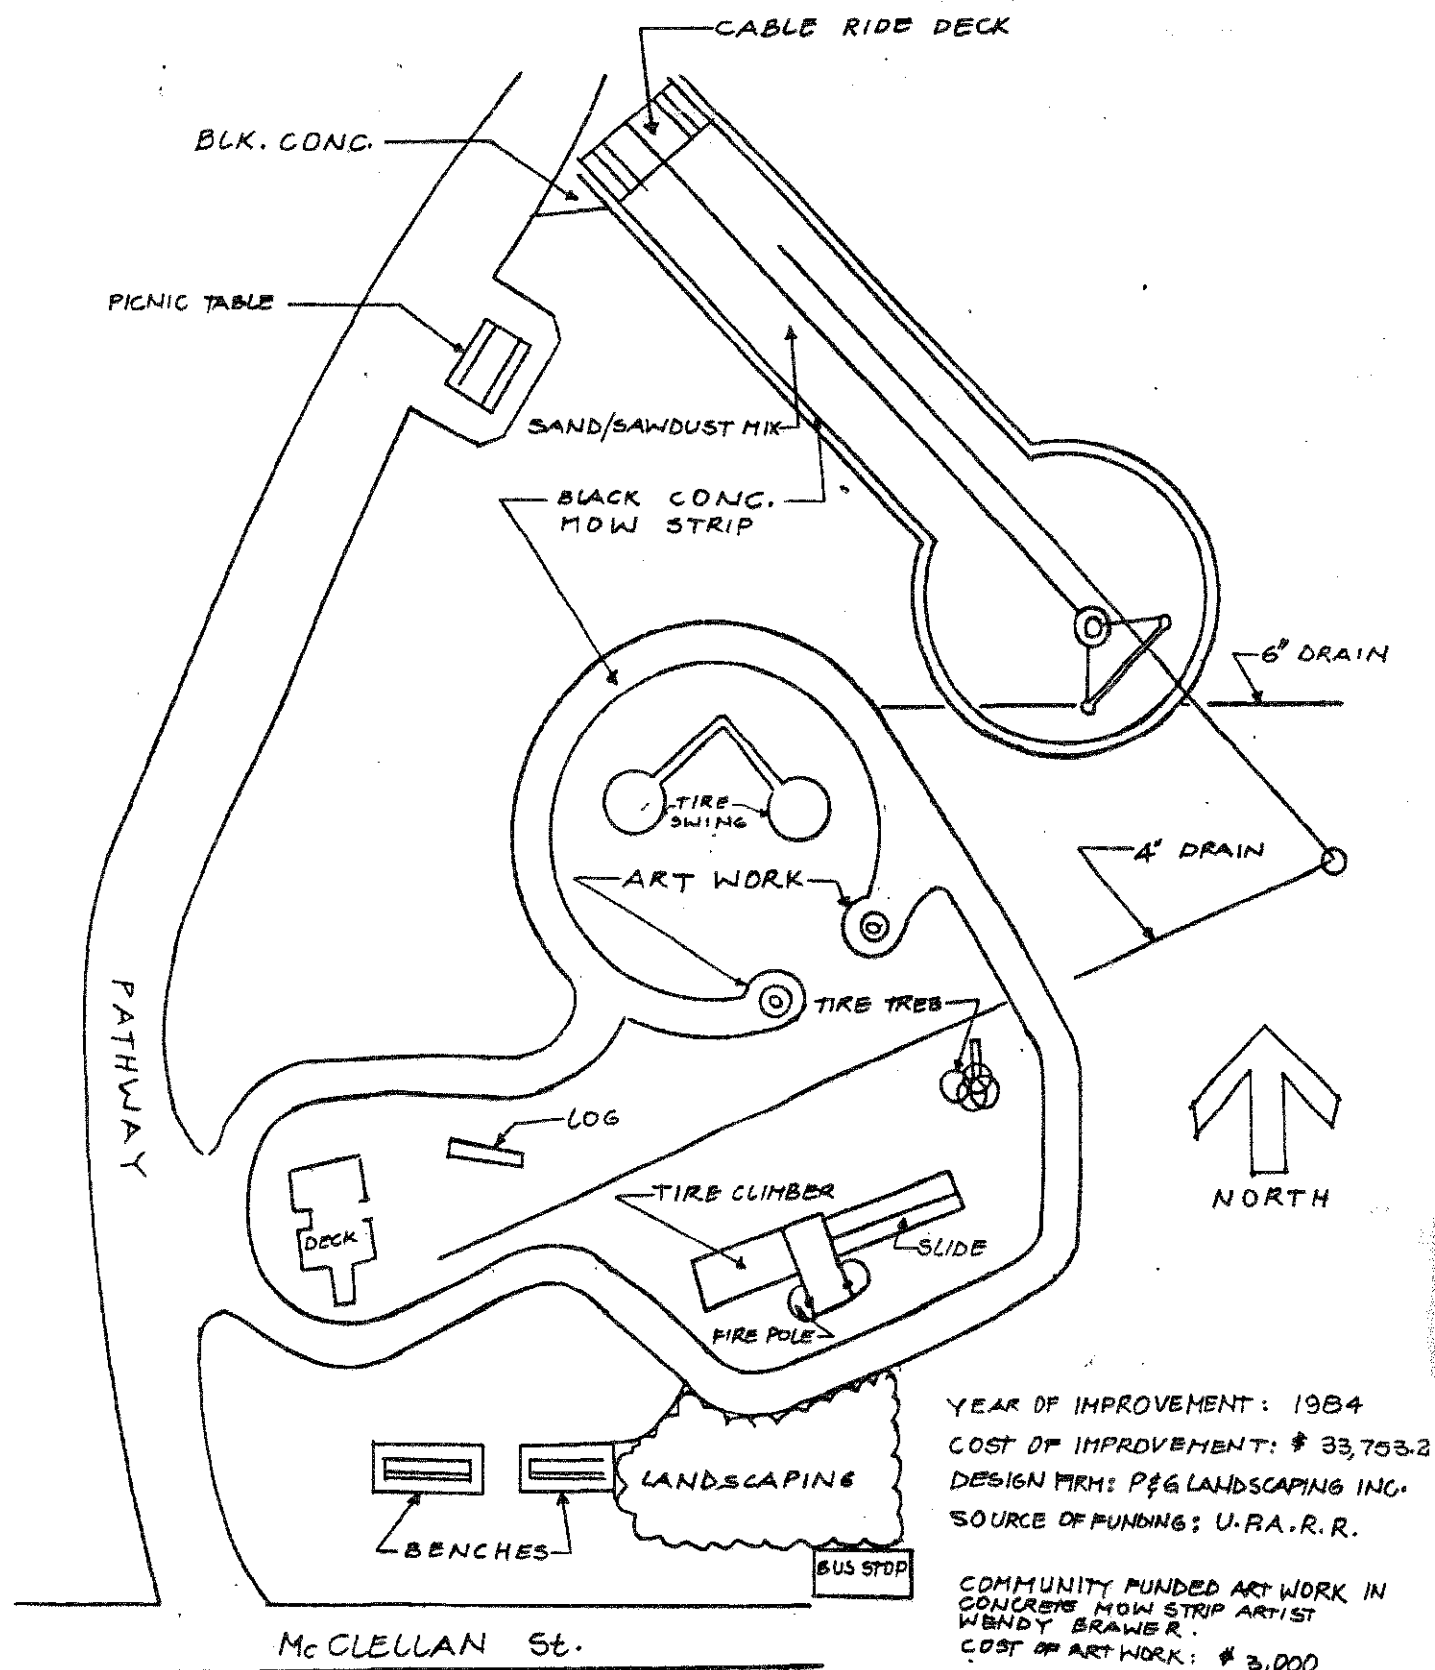 CABLE RIDE DECK
BLK. CONC.
PICNIC TABLE
SAND/SAWDUST MIX
BLACK CONC.
MOW STRIP
6" DRAIN
TIRE
SWING
4" DRAIN
ART WORK
PATHWAY
TIRE TREE
LOG
TIRE CLIMBER
NORTH
DECK
SLIDE
FIRE POLE
YEAR OF IMPROVEMENT: 1984
COST OF IMPROVEMENT: $ 33,753.2
DESIGN FIRM: P&G LANDSCAPING INC.
SOURCE OF FUNDING: U.P.A.R.R.
LANDSCAPING
BENCHES
BUS STOP
COMMUNITY FUNDED ART WORK IN
CONCRETE MOW STRIP ARTIST
WENDY BRAWER.
COST OF ART WORK: $ 3,000
McCLELLAN St.